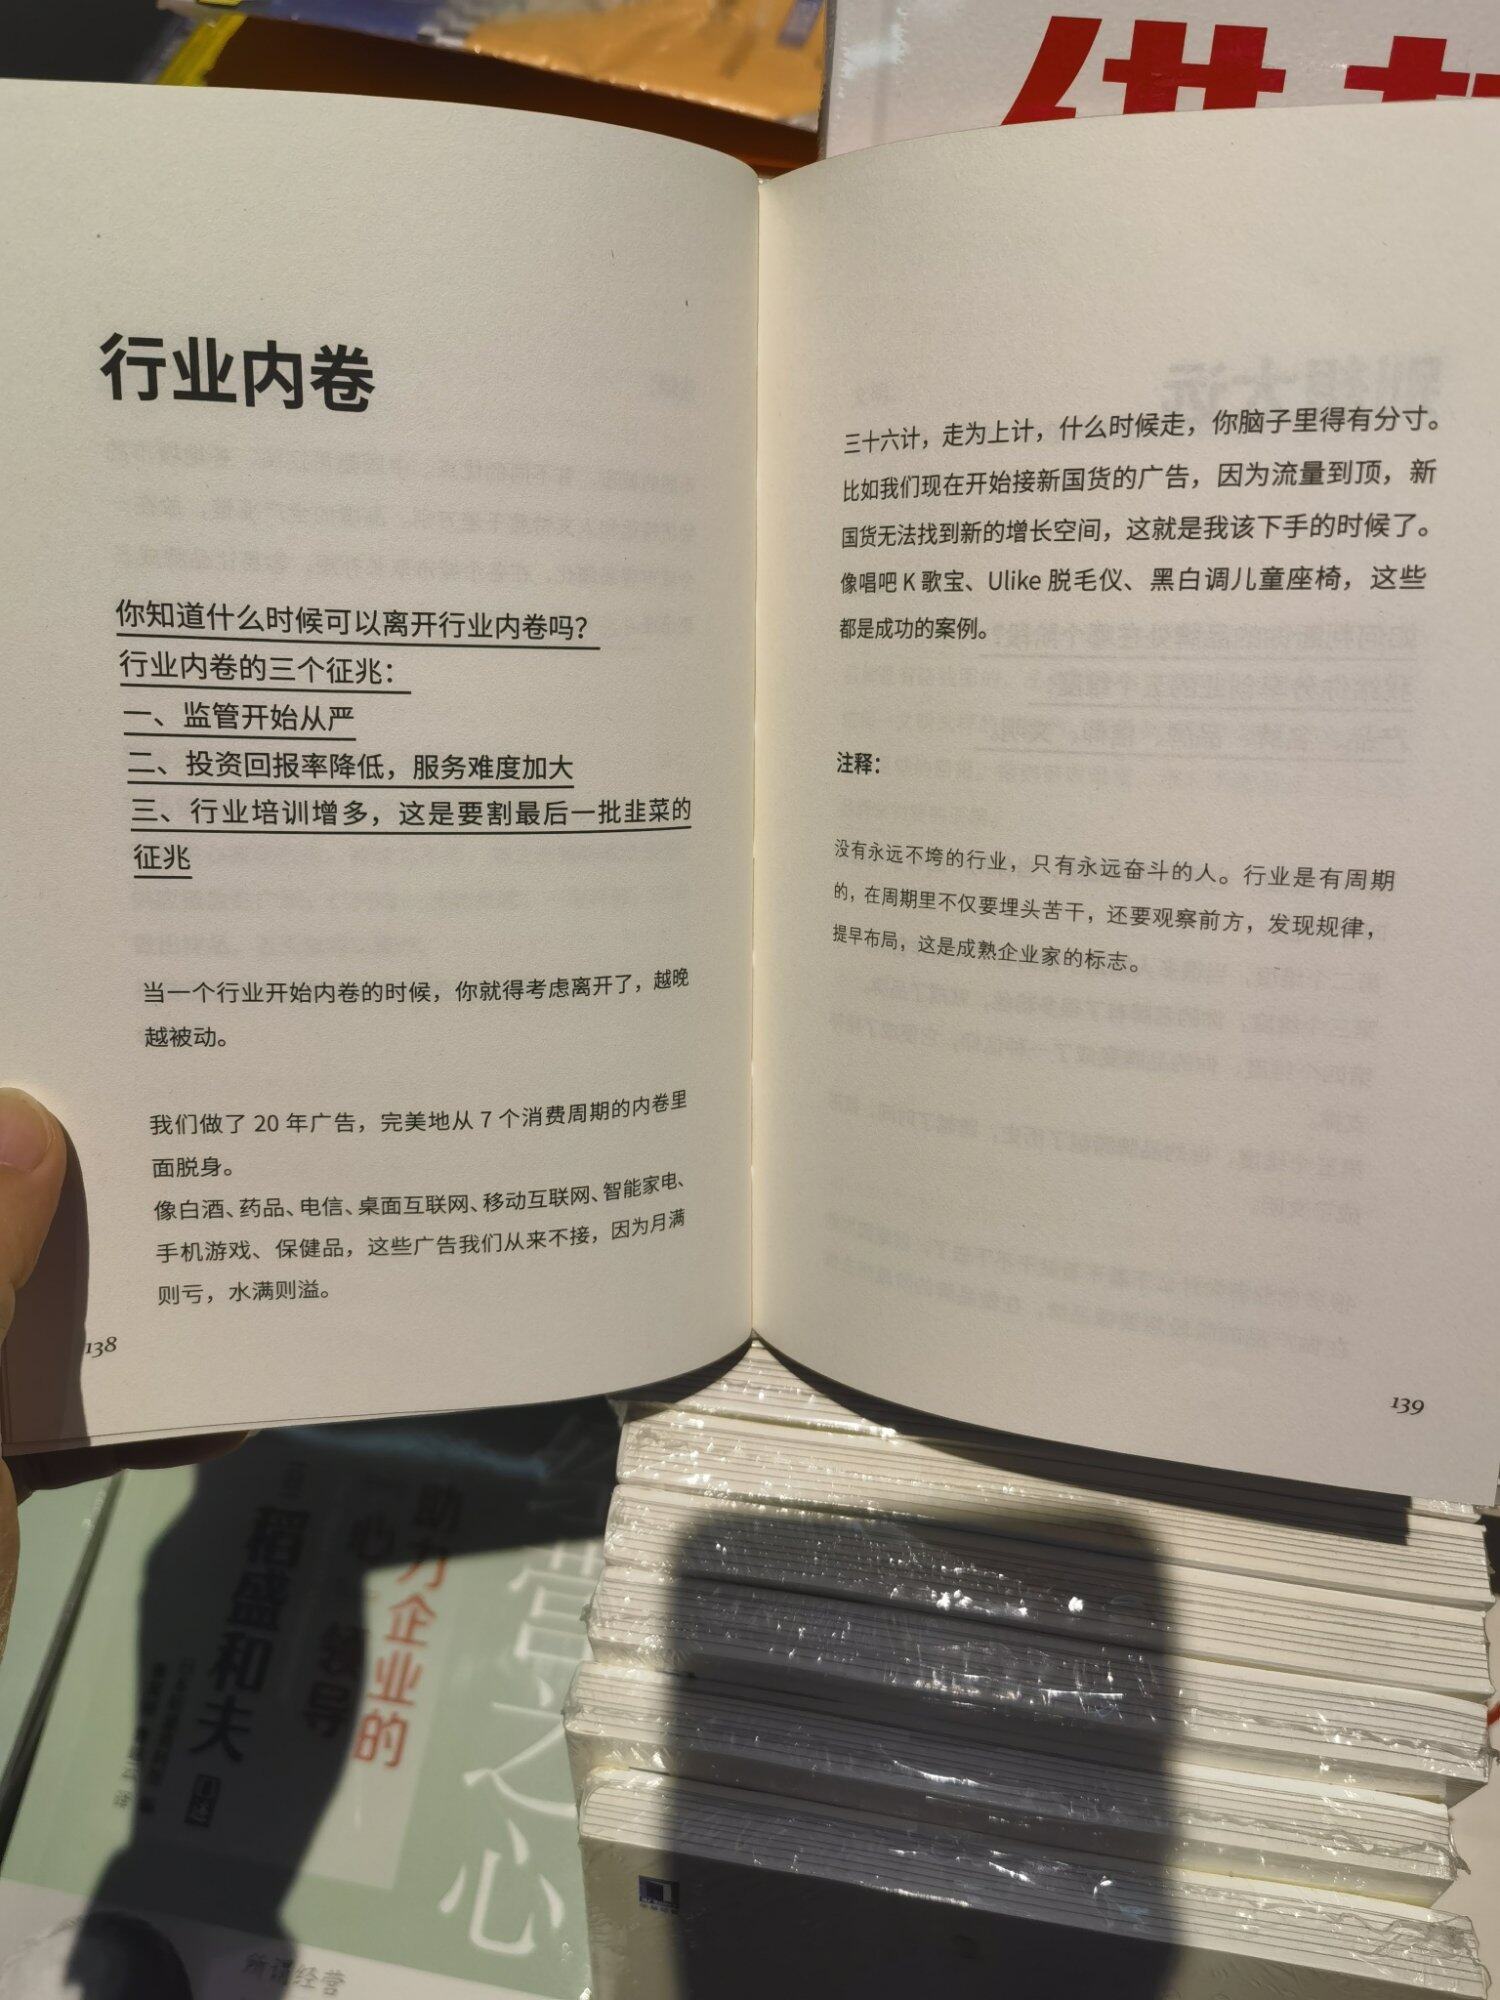 行业内卷
你知道什么时候可以离开行业内卷吗？
行业内卷的三个征兆：
一、监管开始从严
二、投资回报率降低，服务难度加大
三、行业培训增多，这是要割最后一批韭菜的
征兆
当一个行业开始内卷的时候，你就得考虑离开了，越晚
越被动。
我们做了 20 年广告，完美地从 7 个消费周期的内卷里
面脱身。
像白酒、药品、电信、桌面互联网、移动互联网、智能家电、
手机游戏、保健品，这些广告我们从来不接，因为月满
则亏，水满则溢。
138
三十六计，走为上计，什么时候走，你脑子里得有分寸。
比如我们现在开始接新国货的广告，因为流量到顶，新
国货无法找到新的增长空间，这就是我该下手的时候了。
像唱吧 K 歌宝、Ulike 脱毛仪、黑白调儿童座椅，这些
都是成功的案例。
注释：
没有永远不垮的行业，只有永远奋斗的人。行业是有周期
的，在周期里不仅要埋头苦干，还要观察前方，发现规律，
提早布局，这是成熟企业家的标志。
139
营之心
助力企业的
领导
稻盛和夫
所谓经营